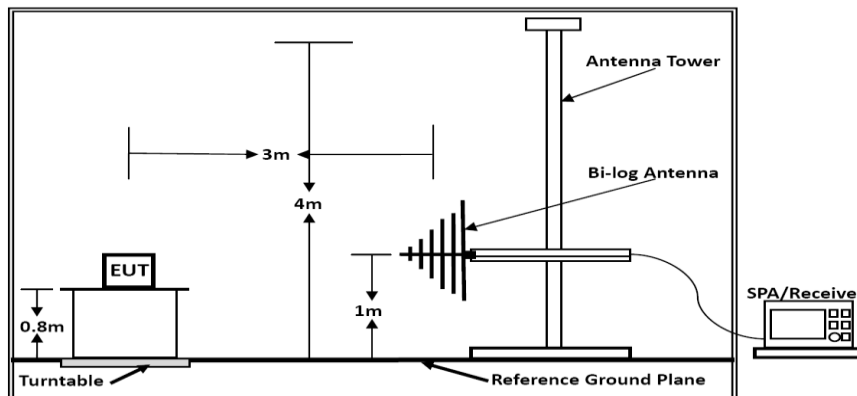 Antenna Tower
3m
Bi-log Antenna
4m
EUT
1m
0.8m
SPA/Receive
Turntable
Reference Ground Plane